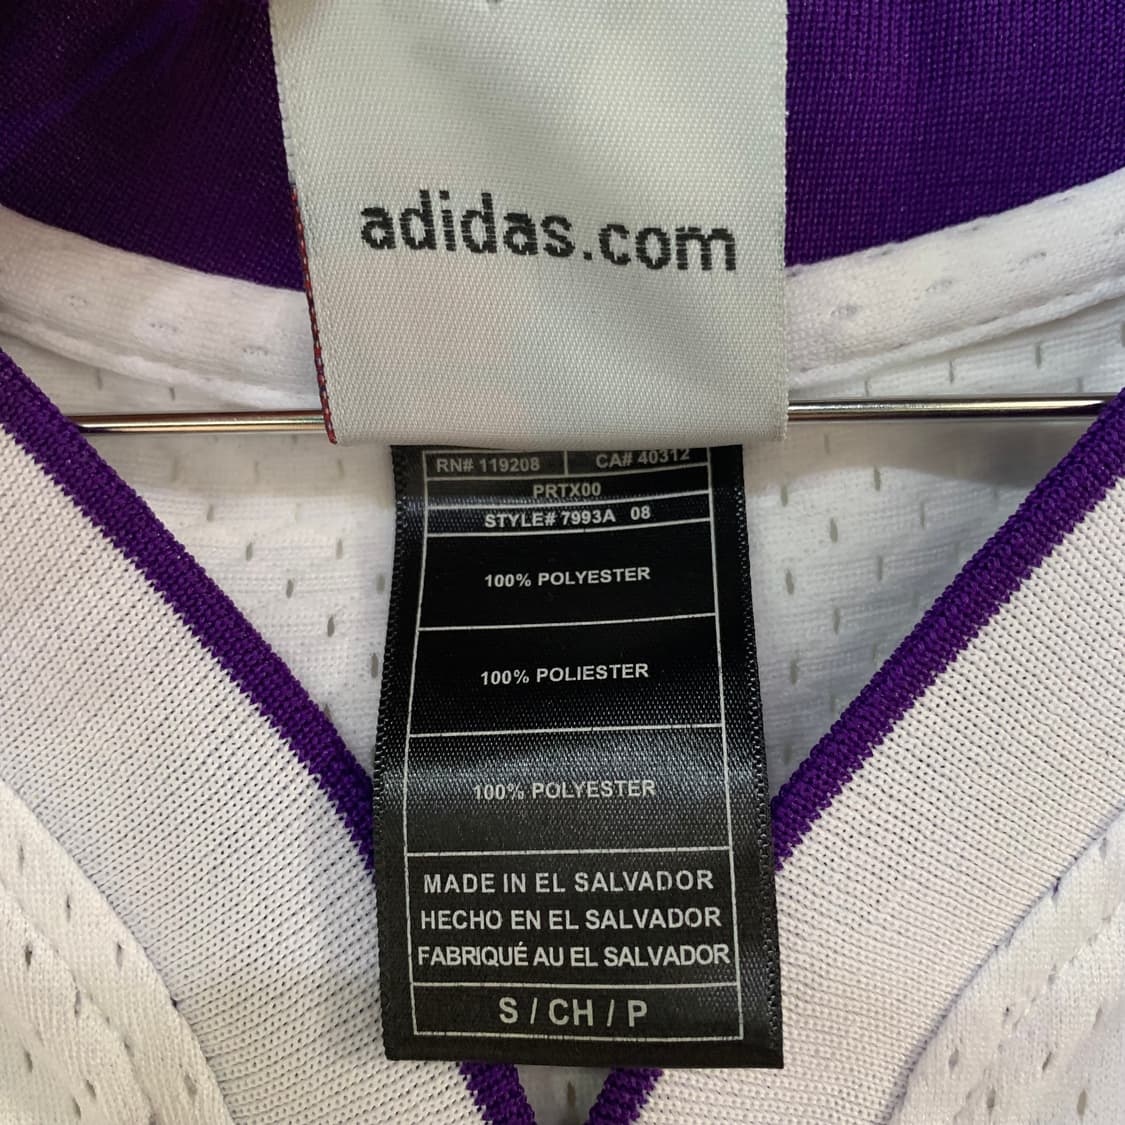 adidas.com
RN# 119208 CA# 40312
PRTX00
STYLE# 7993A 08
100% POLYESTER
100% POLIESTER
100% POLYESTER
MADE IN EL SALVADOR
HECHO EN EL SALVADOR
FABRIQUÉ AU EL SALVADOR
S / CH / P